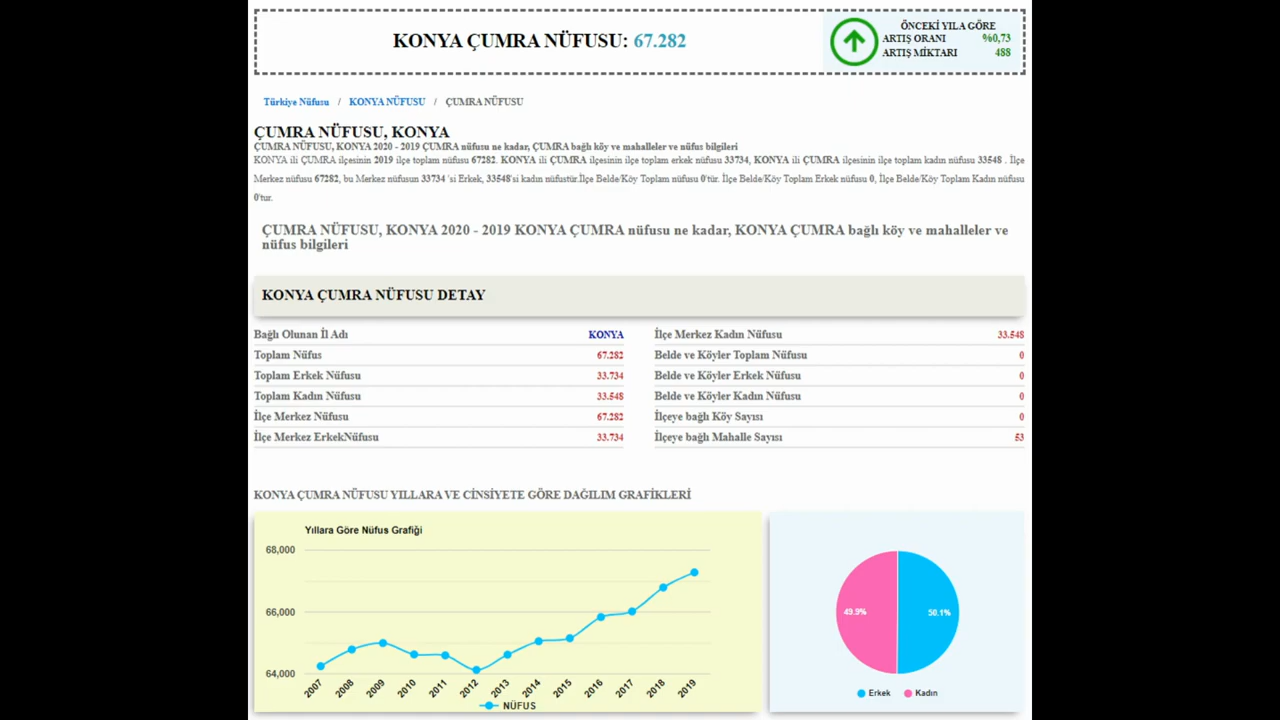 KONYA ÇUMRA NÜFUSU: 67.282
ÖNCEKİ YILA GÖRE
ARTIŞ ORANI %0,73
ARTIŞ MİKTARI 488
Türkiye Nüfusu / KONYA NÜFUSU / ÇUMRA NÜFUSU
ÇUMRA NÜFUSU, KONYA
ÇUMRA NÜFUSU, KONYA 2020 - 2019 ÇUMRA nüfusu ne kadar, ÇUMRA bağlı köy ve mahalleler ve nüfus bilgileri
KONYA ili ÇUMRA ilçesinin 2019 ilçe toplam nüfusu 67282. KONYA ili ÇUMRA ilçesinin ilçe toplam erkek nüfusu 33734, KONYA ili ÇUMRA ilçesinin ilçe toplam kadın nüfusu 33548 . İlçe
Merkez nüfusu 67282, bu Merkez nüfusun 33734 'si Erkek, 33548'si kadın nüfustür.İlçe Belde/Köy Toplam nüfusu 0'tür. İlçe Belde/Köy Toplam Erkek nüfusu 0, İlçe Belde/Köy Toplam Kadın nüfusu
0'tur.
ÇUMRA NÜFUSU, KONYA 2020 - 2019 KONYA ÇUMRA nüfusu ne kadar, KONYA ÇUMRA bağlı köy ve mahalleler ve
nüfus bilgileri
KONYA ÇUMRA NÜFUSU DETAY
Bağlı Olunan İl Adı KONYA
Toplam Nüfus 67.282
Toplam Erkek Nüfusu 33.734
Toplam Kadın Nüfusu 33.548
İlçe Merkez Nüfusu 67.282
İlçe Merkez ErkekNüfusu 33.734
İlçe Merkez Kadın Nüfusu 33.548
Belde ve Köyler Toplam Nüfusu 0
Belde ve Köyler Erkek Nüfusu 0
Belde ve Köyler Kadın Nüfusu 0
İlçeye bağlı Köy Sayısı 0
İlçeye bağlı Mahalle Sayısı 53
KONYA ÇUMRA NÜFUSU YILLARA VE CİNSİYETE GÖRE DAĞILIM GRAFİKLERİ
Yıllara Göre Nüfus Grafiği
68,000
66,000
64,000
2007 2008 2009 2010 2011 2012 2013 2014 2015 2016 2017 2018 2019
NÜFUS
49.9% 50.1%
Erkek Kadın